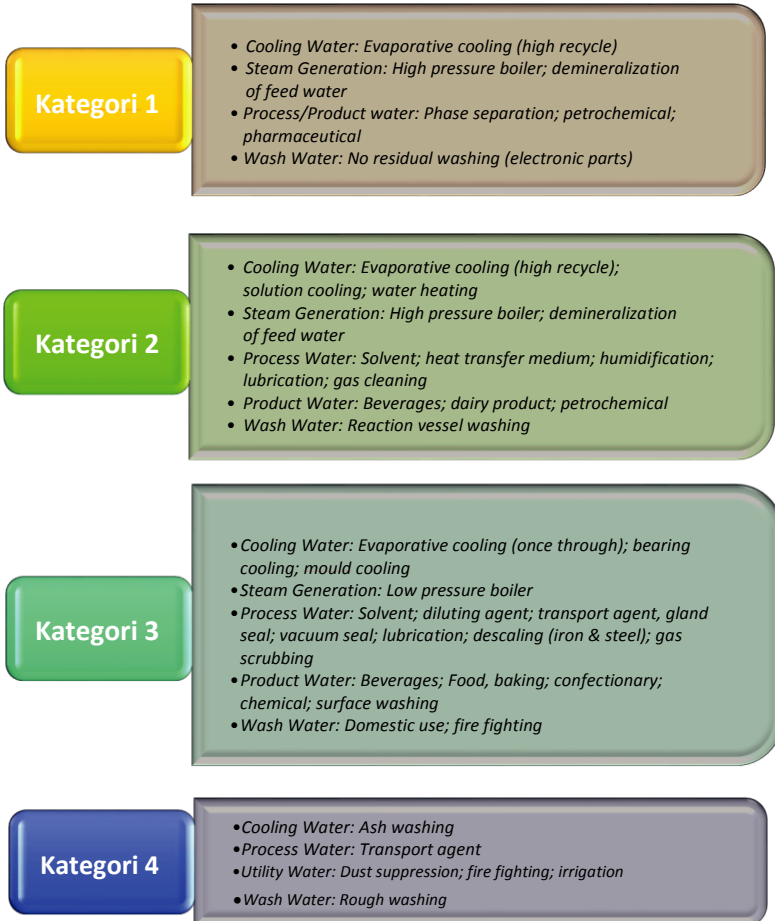 Kategori 1
• Cooling Water: Evaporative cooling (high recycle)
• Steam Generation: High pressure boiler; demineralization
of feed water
• Process/Product water: Phase separation; petrochemical;
pharmaceutical
• Wash Water: No residual washing (electronic parts)
Kategori 2
• Cooling Water: Evaporative cooling (high recycle);
solution cooling; water heating
• Steam Generation: High pressure boiler; demineralization
of feed water
• Process Water: Solvent; heat transfer medium; humidification;
lubrication; gas cleaning
• Product Water: Beverages; dairy product; petrochemical
• Wash Water: Reaction vessel washing
Kategori 3
•Cooling Water: Evaporative cooling (once through); bearing
cooling; mould cooling
•Steam Generation: Low pressure boiler
•Process Water: Solvent; diluting agent; transport agent, gland
seal; vacuum seal; lubrication; descaling (iron & steel); gas
scrubbing
•Product Water: Beverages; Food, baking; confectionary;
chemical; surface washing
•Wash Water: Domestic use; fire fighting
Kategori 4
•Cooling Water: Ash washing
•Process Water: Transport agent
•Utility Water: Dust suppression; fire fighting; irrigation
•Wash Water: Rough washing